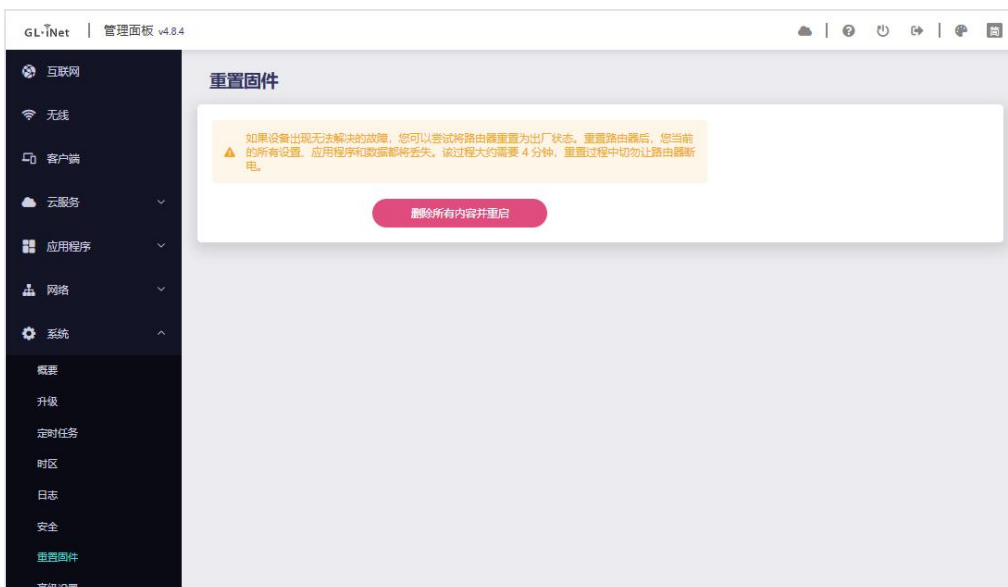 GL·iNet | 管理面板 v4.8.4
简
互联网
无线
客户端
云服务
应用程序
网络
系统
概要
升级
定时任务
时区
日志
安全
重置固件
高级设置
重置固件
如果设备出现无法解决的故障，您可以尝试将路由器重置为出厂状态。重置路由器后，您当前
的所有设置、应用程序和数据都将丢失。该过程大约需要 4 分钟，重置过程中切勿让路由器断
电。
删除所有内容并重启